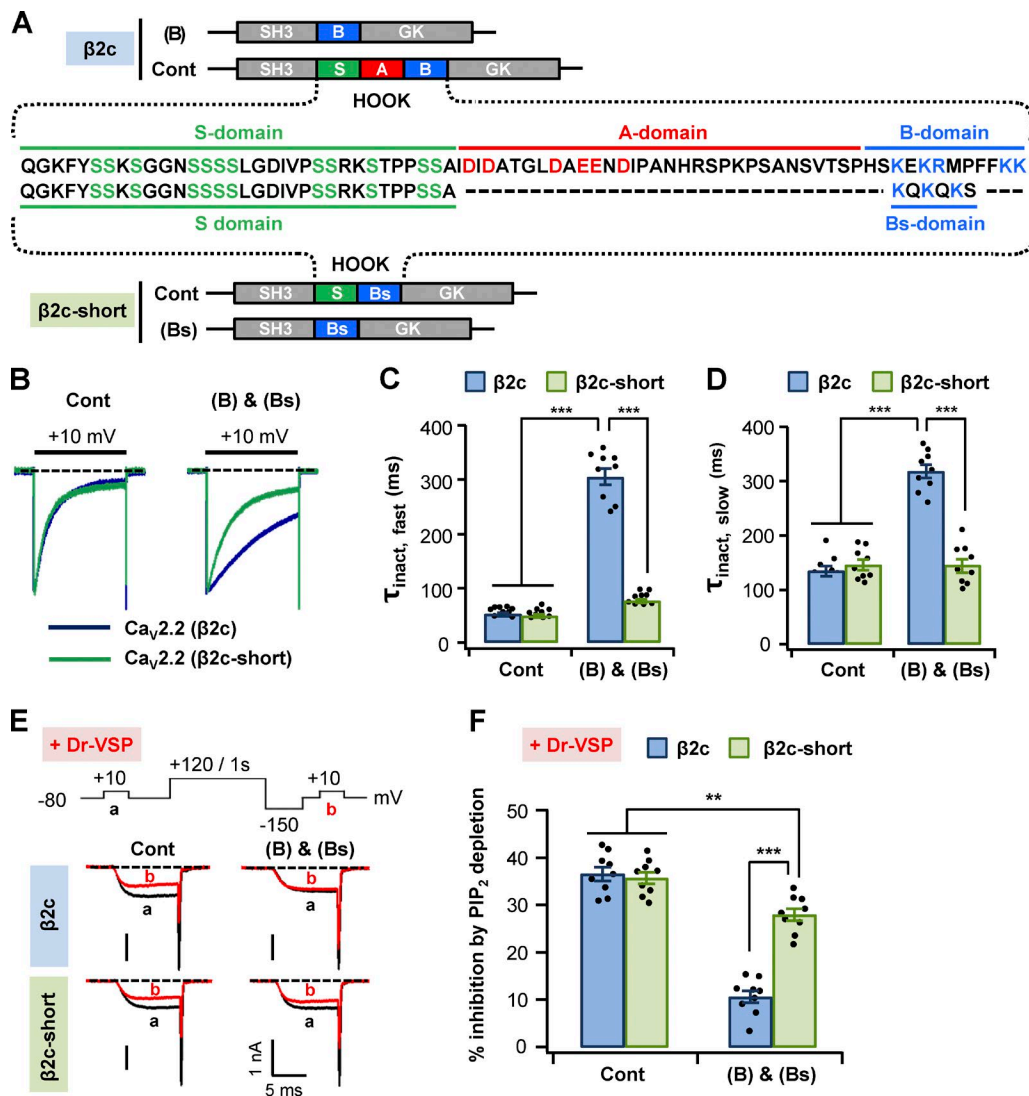 A
β2c
(B)
SH3 B GK
Cont
SH3 S A B GK
HOOK
S-domain A-domain B-domain
QGKFYSSKSGGNSSSSLGDIVPSSRKSTPPSSAIDIDATGLDAEENDIPANHRSPKPSANSVTSPHSKEKRMPFFKK
QGKFYSSKSGGNSSSSLGDIVPSSRKSTPPSSA KQKQKS
S domain Bs-domain
HOOK
β2c-short
Cont
SH3 S Bs GK
(Bs)
SH3 Bs GK
B
Cont (B) & (Bs)
+10 mV +10 mV
CaV2.2 (β2c)
CaV2.2 (β2c-short)
C
β2c β2c-short
*** ***
τinact, fast (ms)
400
300
200
100
0
Cont (B) & (Bs)
D
β2c β2c-short
*** ***
τinact, slow (ms)
400
300
200
100
0
Cont (B) & (Bs)
E
+ Dr-VSP
+120 / 1s
+10 +10
-80 mV
a b
-150
Cont (B) & (Bs)
β2c
b
a
b
a
β2c-short
b
a
b
a
1 nA
5 ms
F
+ Dr-VSP
β2c β2c-short
**
***
% inhibition by PIP2 depletion
50
40
30
20
10
0
Cont (B) & (Bs)